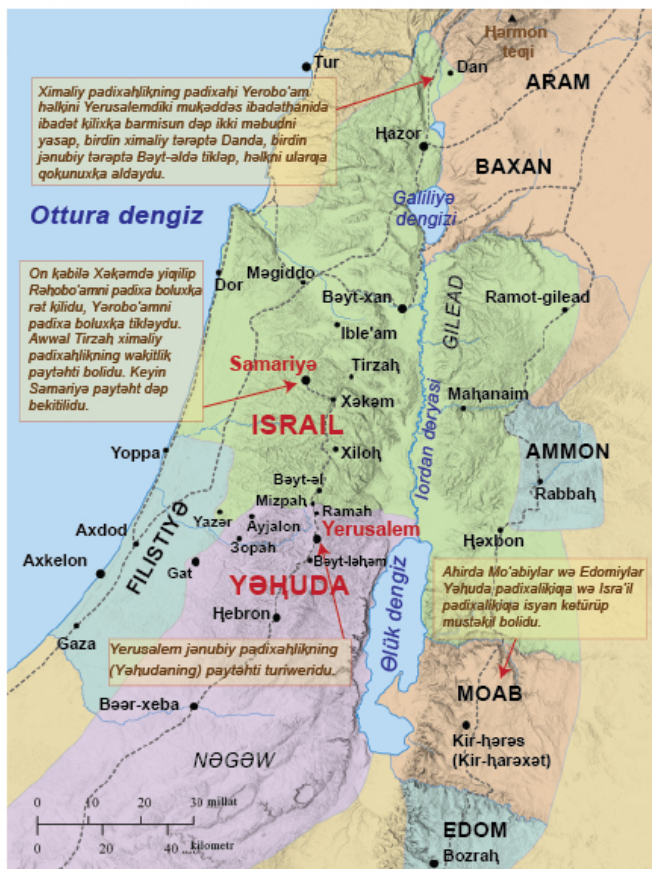 Ⱨərmon
teƣi
Tur
Dan
ARAM
Ximaliy padixaⱨliⱪning padixaⱨi Yerobo'am
həlⱪini Yerusalemdiki muⱪəddəs ibadəthanida
ibadət ⱪilixⱪa barmisun dəp ikki məbudni
yasap, birdin ximaliy tərəptə Danda, birdin
jənubiy tərəptə Bəyt-əldə tikləp, həlⱪni ularƣa
qoⱪunuxⱪa aldaydu.
Ⱨazor
BAXAN
Galiliyə
dengizi
Ottura dengiz
On ⱪəbilə Xəkəmdə yiƣilip
Rəⱨobo'amni padixa boluxⱪa
rət ⱪilidu, Yərobo'amni
padixa boluxⱪa tikləydu.
Awwal Tirzaⱨ ximaliy
padixaⱨliⱪning waⱪitliⱪ
paytəhti bolidu. Keyin
Samariyə paytəht dəp
bekitilidu.
Dor
Məgiddo
Bəyt-xan
GILEAD
Ramot-gilead
Ible'am
Samariyə
Tirzaⱨ
Xəkəm
Maⱨanaim
ISRAIL
Iordan dəryasi
Yoppa
Xiloⱨ
AMMON
Bəyt-əl
Rabbaⱨ
Mizpaⱨ
Yazər
Ramah
Ayjalon
Yerusalem
Axdod
FILISTIYƏ
Zopah
Ⱨəxbon
Axkelon
Gat
Bəyt-ləⱨəm
YƏⱨUDA
Ahirda Mo'abiylar wə Edomiylar
Yəⱨuda padixaliⱪiƣa wə Isra'il
padixaliⱪiƣa isyan kɵtürüp
mustəⱪil bolidu.
Ⱨebron
Ɵlük dengiz
Gaza
Yerusalem jənubiy padixaⱨliⱪning
(Yəⱨudaning) paytəhti turiweridu.
MOAB
Bəər-xeba
Kir-ⱨərəs
(Kir-ⱨarəxət)
NƏGƏW
0 10 20 30 millat
0 20 40 kilometr
EDOM
Bozraⱨ